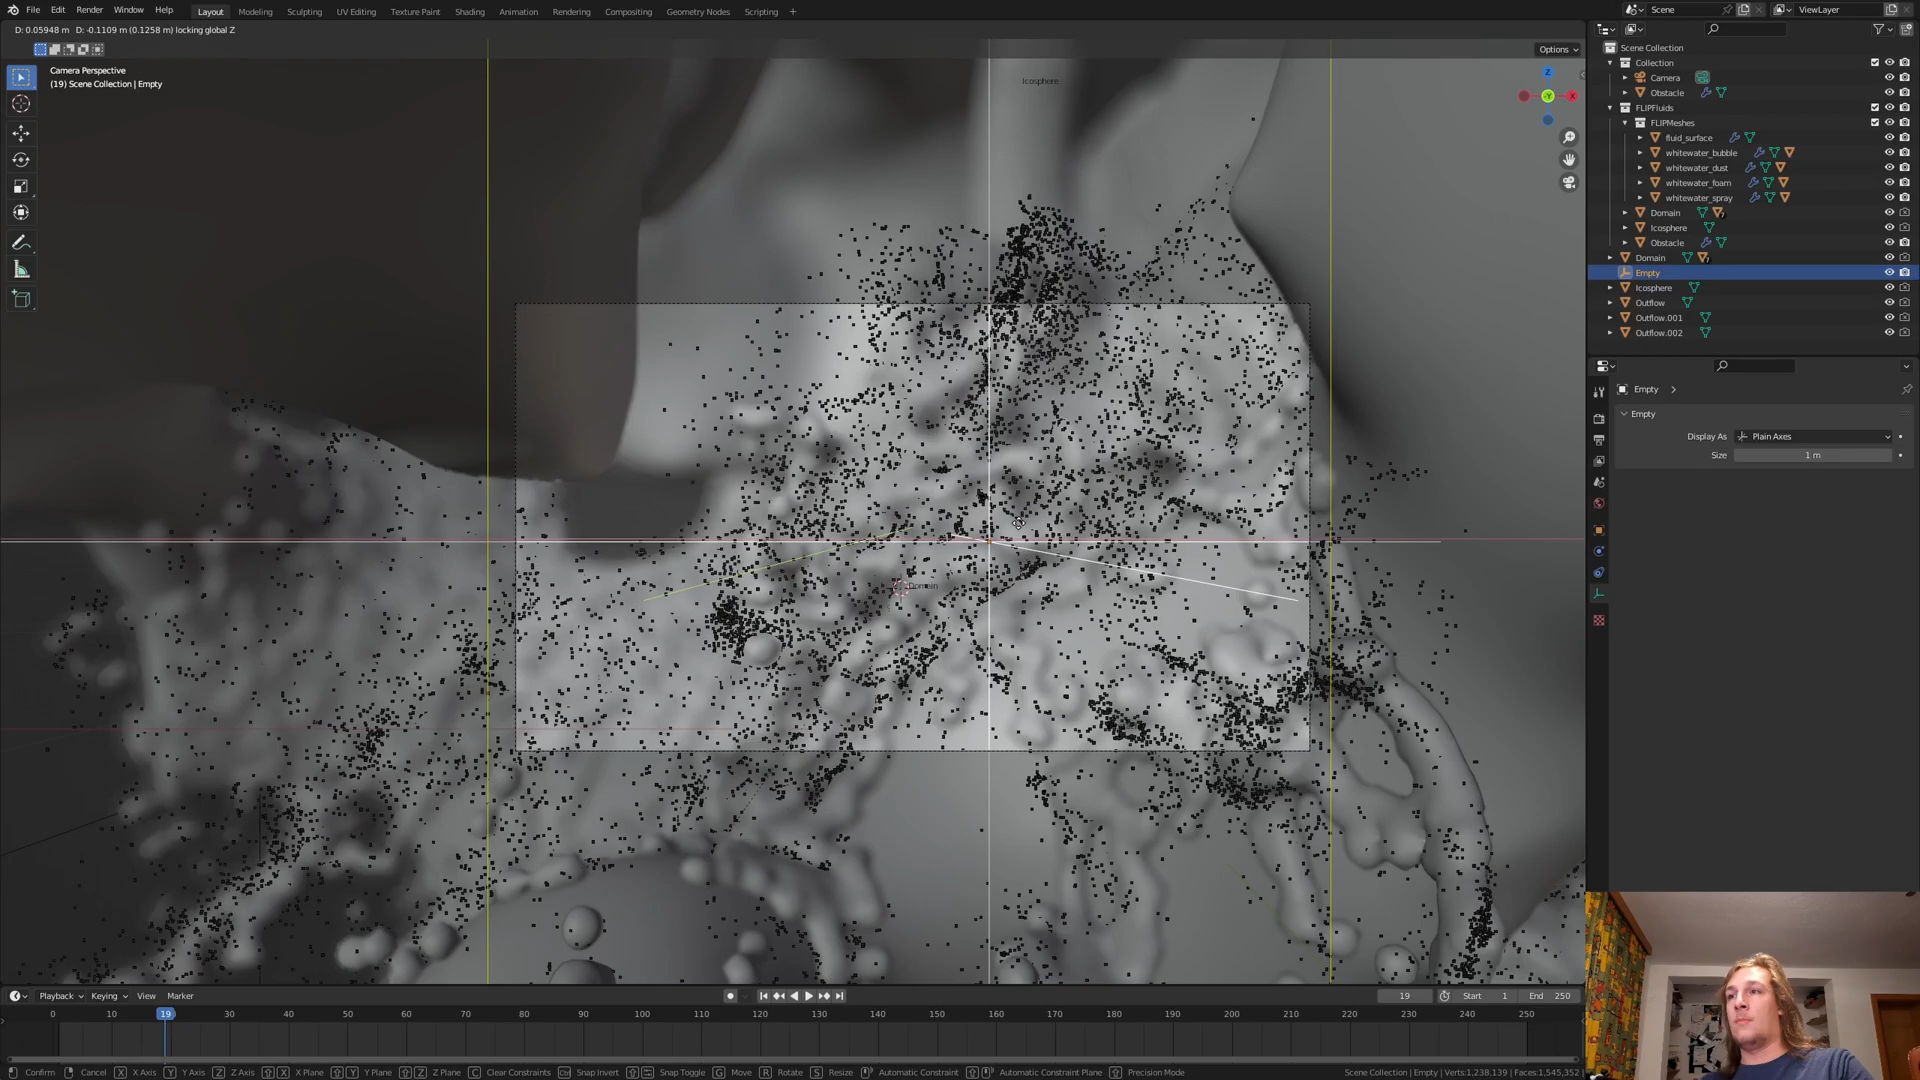 File Edit Render Window Help Layout Modeling Sculpting UV Editing Texture Paint Shading Animation Rendering Compositing Geometry Nodes Scripting + Scene ViewLayer
D: 0.05948 m D: -0.1109 m (0.1258 m) locking global Z
Options
Camera Perspective
(19) Scene Collection | Empty
Icosphere
Z
-Y
X
Domain
Scene Collection
Collection
Camera
Obstacle
FLIPFluids
FLIPMeshes
fluid_surface
whitewater_bubble
whitewater_dust
whitewater_foam
whitewater_spray
Domain
Icosphere
Obstacle
Domain
Empty
Icosphere
Outflow
Outflow.001
Outflow.002
Empty
Empty
Display As Plain Axes
Size 1 m
Playback Keying View Marker 19 Start 1 End 250
0 10 19 30 40 50 60 70 80 90 100 110 120 130 140 150 160 170 180 190 200 210 220 230 240 250
Confirm Cancel X X Axis Y Y Axis Z Z Axis X X Plane Y Y Plane Z Z Plane C Clear Constraints Ctrl Snap Invert Snap Toggle G Move R Rotate S Resize Automatic Constraint Automatic Constraint Plane Precision Mode Scene Collection | Empty | Verts:1,238,139 | Faces:1,545,352 |